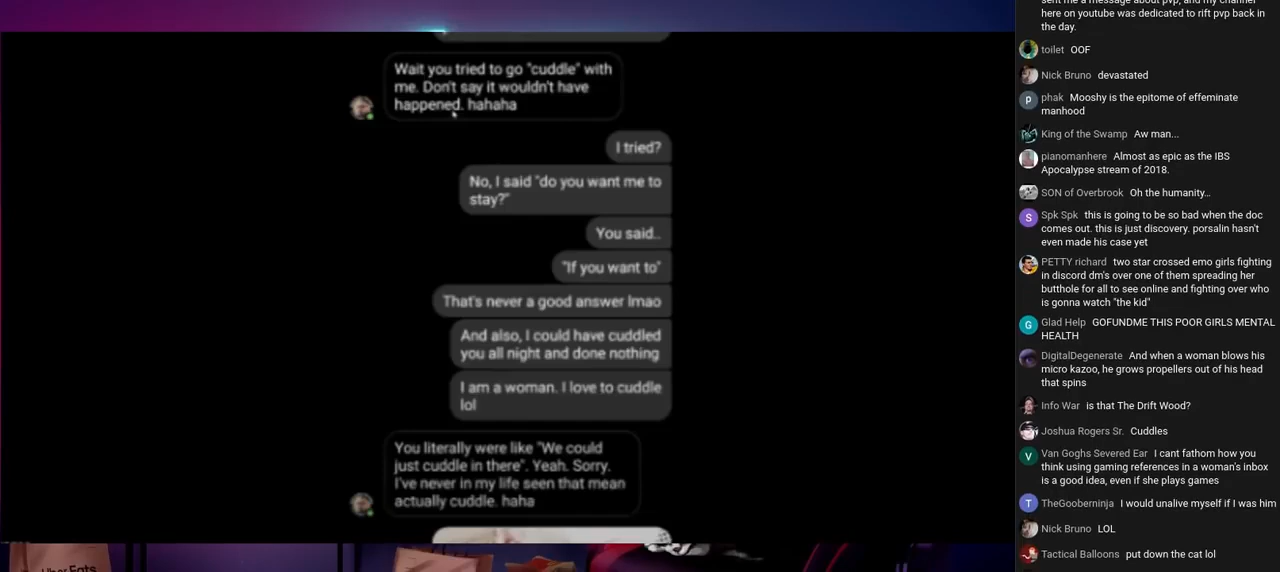 Wait you tried to go "cuddle" with
me. Don't say it wouldn't have
happened. hahaha
I tried?
No, I said "do you want me to
stay?"
You said..
"If you want to"
That's never a good answer lmao
And also, I could have cuddled
you all night and done nothing
I am a woman. I love to cuddle
lol
You literally were like "We could
just cuddle in there". Yeah. Sorry.
I've never in my life seen that mean
actually cuddle. haha
Uber Eats
sent me a message about pvp, and my channel
here on youtube was dedicated to rift pvp back in
the day.
toilet OOF
Nick Bruno devastated
P
phak Mooshy is the epitome of effeminate
manhood
King of the Swamp Aw man...
pianomanhere Almost as epic as the IBS
Apocalypse stream of 2018.
SON of Overbrook Oh the humanity...
S
Spk Spk this is going to be so bad when the doc
comes out. this is just discovery. porsalin hasn't
even made his case yet
PETTY richard two star crossed emo girls fighting
in discord dm's over one of them spreading her
butthole for all to see online and fighting over who
is gonna watch "the kid"
G
Glad Help GOFUNDME THIS POOR GIRLS MENTAL
HEALTH
DigitalDegenerate And when a woman blows his
micro kazoo, he grows propellers out of his head
that spins
Info War is that The Drift Wood?
Joshua Rogers Sr. Cuddles
V
Van Goghs Severed Ear I cant fathom how you
think using gaming references in a woman's inbox
is a good idea, even if she plays games
T
TheGooberninja I would unalive myself if I was him
Nick Bruno LOL
Tactical Balloons put down the cat lol